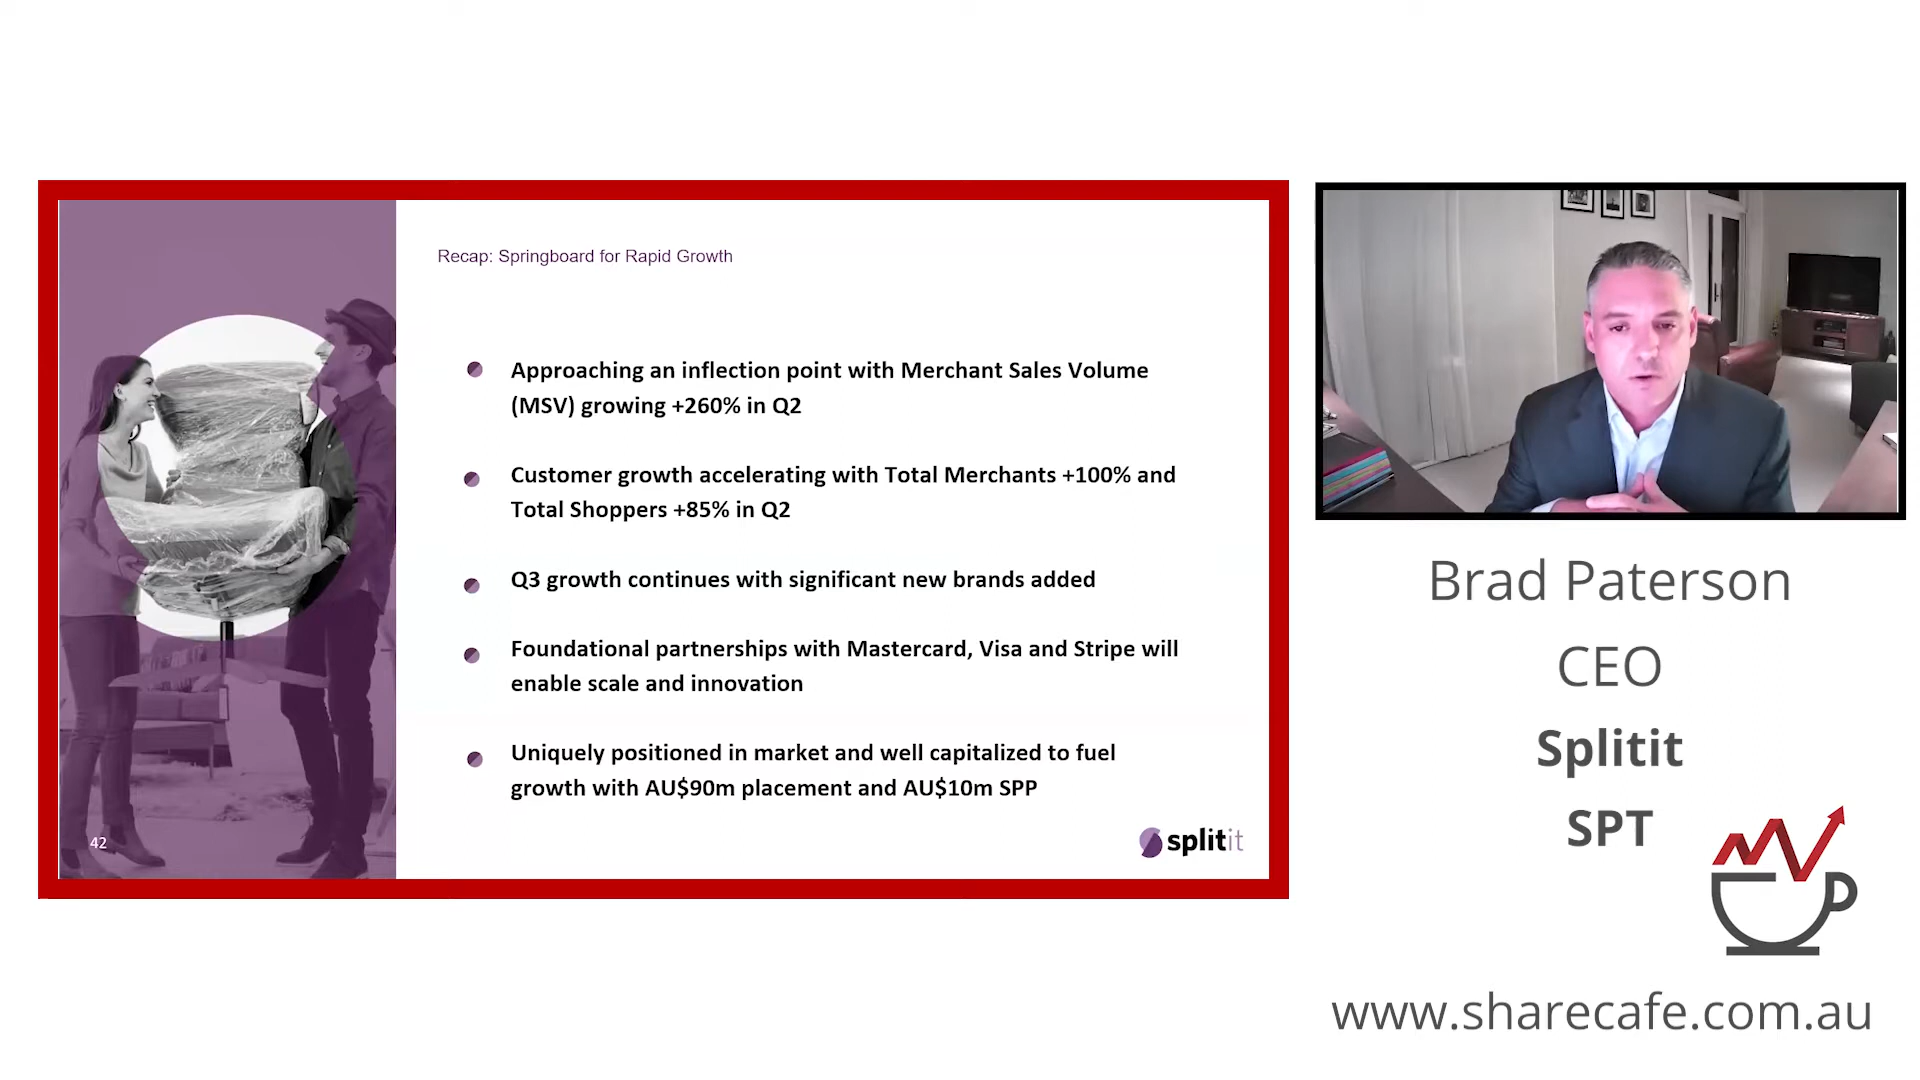 Recap: Springboard for Rapid Growth
Approaching an inflection point with Merchant Sales Volume
(MSV) growing +260% in Q2
Customer growth accelerating with Total Merchants +100% and
Total Shoppers +85% in Q2
Q3 growth continues with significant new brands added
Foundational partnerships with Mastercard, Visa and Stripe will
enable scale and innovation
Uniquely positioned in market and well capitalized to fuel
growth with AU$90m placement and AU$10m SPP
42
splitit
Brad Paterson
CEO
Splitit
SPT
www.sharecafe.com.au